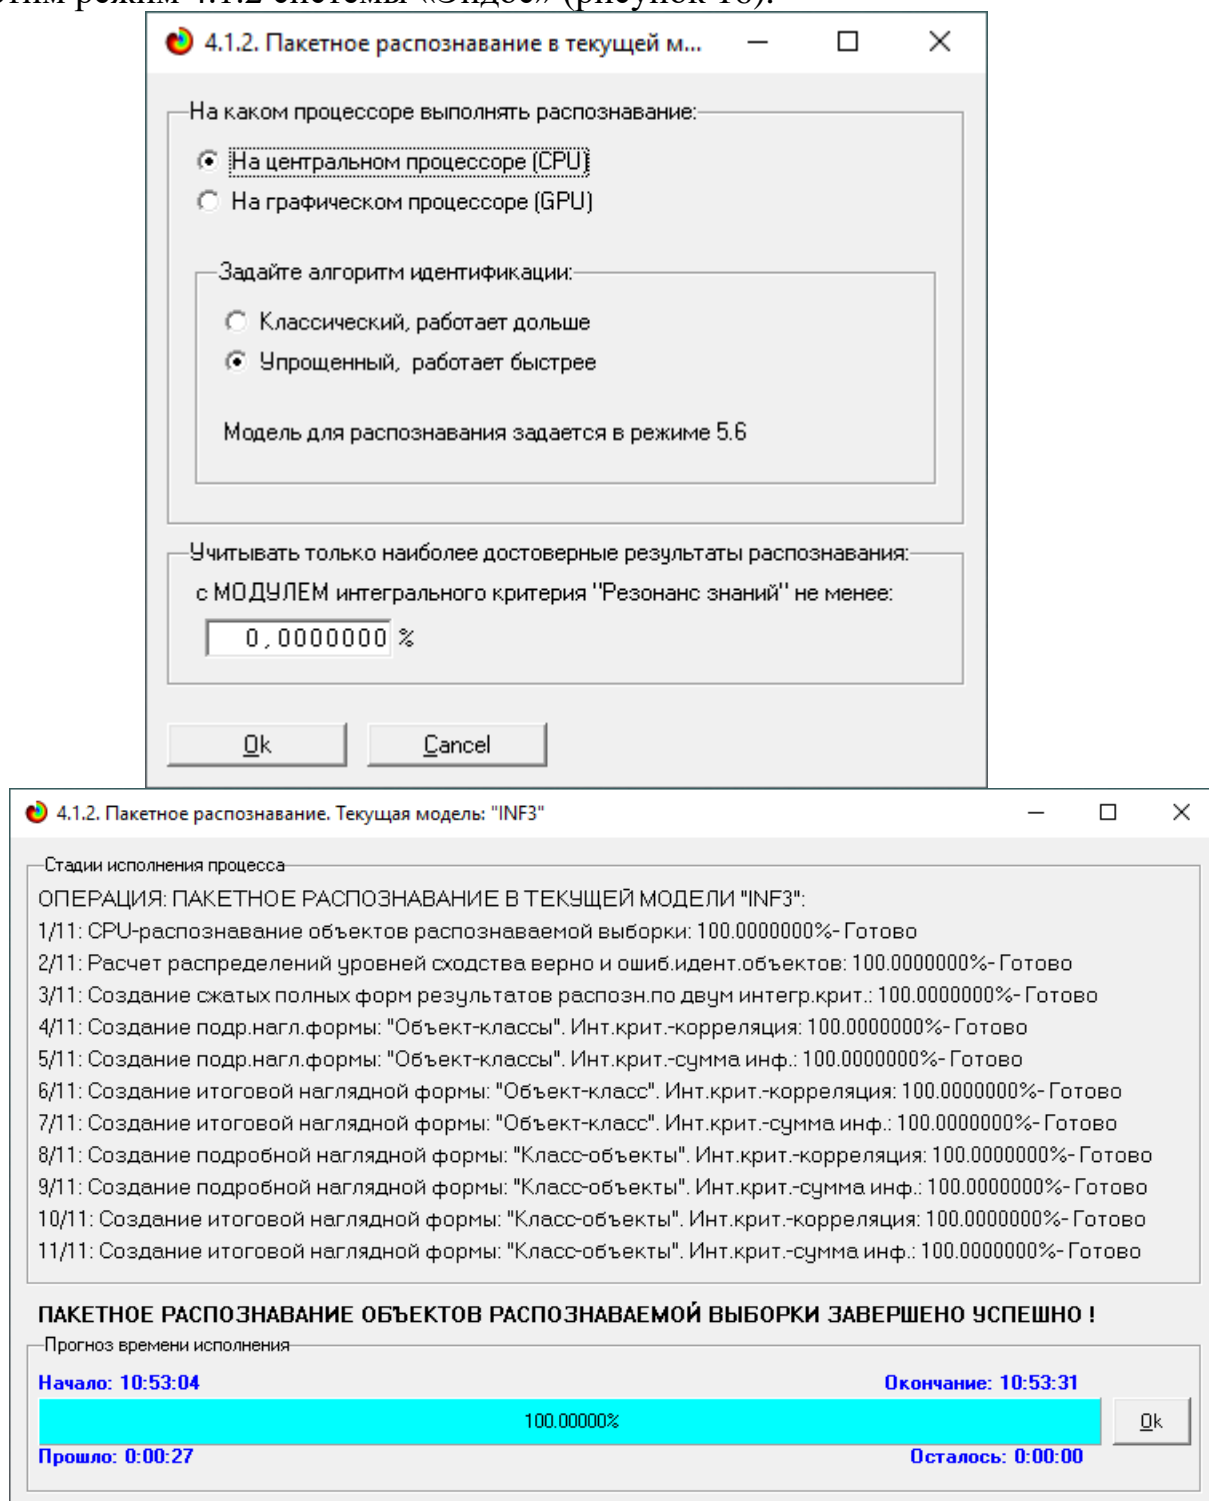 режим 4.1.2 системы «Эйдос» (рисунок 16).
4.1.2. Пакетное распознавание в текущей м...
На каком процессоре выполнять распознавание:
На центральном процессоре (CPU)
На графическом процессоре (GPU)
Задайте алгоритм идентификации:
Классический, работает дольше
Упрощенный, работает быстрее
Модель для распознавания задается в режиме 5.6
Учитывать только наиболее достоверные результаты распознавания:
с МОДУЛЕМ интегрального критерия "Резонанс знаний" не менее:
0,0000000 %
Ok Cancel
4.1.2. Пакетное распознавание. Текущая модель: "INF3"
Стадии исполнения процесса
ОПЕРАЦИЯ: ПАКЕТНОЕ РАСПОЗНАВАНИЕ В ТЕКУЩЕЙ МОДЕЛИ "INF3":
1/11: CPU-распознавание объектов распознаваемой выборки: 100.0000000%- Готово
2/11: Расчет распределений уровней сходства верно и ошиб.идент.объектов: 100.0000000%- Готово
3/11: Создание сжатых полных форм результатов распозн.по двум интегр.крит.: 100.0000000%- Готово
4/11: Создание подр.нагл.формы: "Объект-классы". Инт.крит.-корреляция: 100.0000000%- Готово
5/11: Создание подр.нагл.формы: "Объект-классы". Инт.крит.-сумма инф.: 100.0000000%- Готово
6/11: Создание итоговой наглядной формы: "Объект-класс". Инт.крит.-корреляция: 100.0000000%- Готово
7/11: Создание итоговой наглядной формы: "Объект-класс". Инт.крит.-сумма инф.: 100.0000000%- Готово
8/11: Создание подробной наглядной формы: "Класс-объекты". Инт.крит.-корреляция: 100.0000000%- Готово
9/11: Создание подробной наглядной формы: "Класс-объекты". Инт.крит.-сумма инф.: 100.0000000%- Готово
10/11: Создание итоговой наглядной формы: "Класс-объекты". Инт.крит.-корреляция: 100.0000000%- Готово
11/11: Создание итоговой наглядной формы: "Класс-объекты". Инт.крит.-сумма инф.: 100.0000000%- Готово
ПАКЕТНОЕ РАСПОЗНАВАНИЕ ОБЪЕКТОВ РАСПОЗНАВАЕМОЙ ВЫБОРКИ ЗАВЕРШЕНО УСПЕШНО !
Прогноз времени исполнения
Начало: 10:53:04 Окончание: 10:53:31
100.00000% Ok
Прошло: 0:00:27 Осталось: 0:00:00